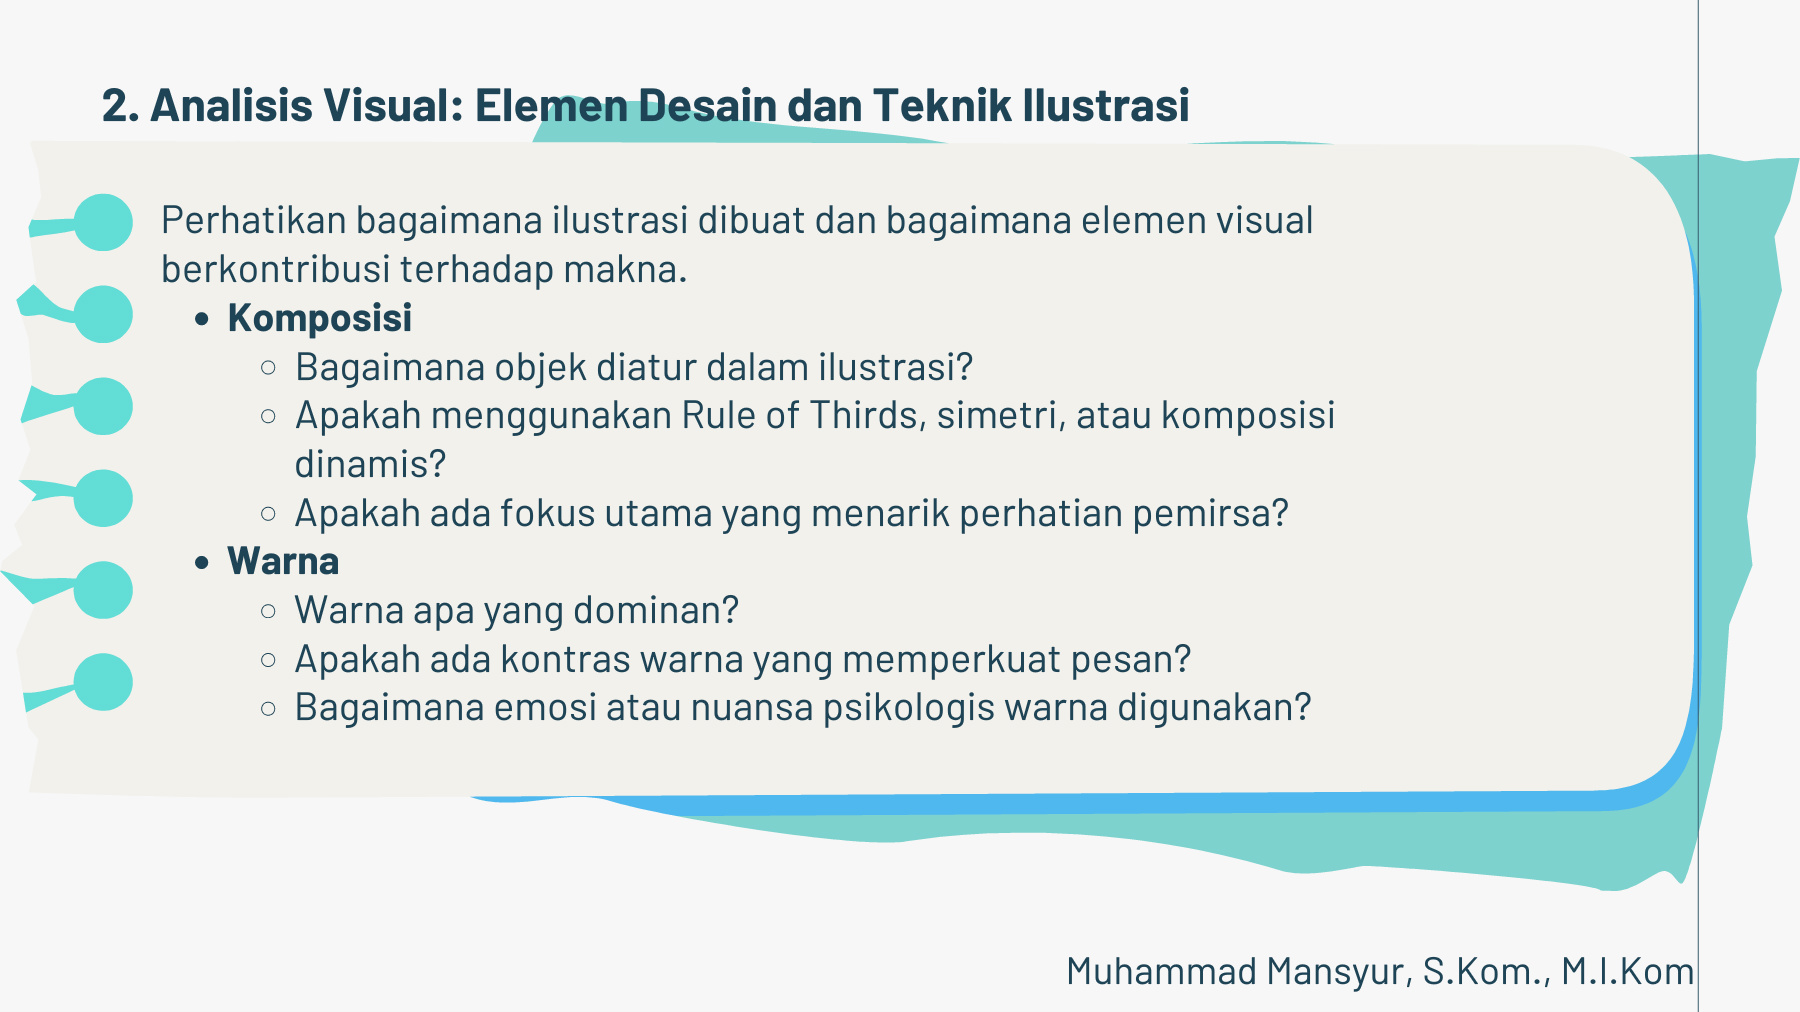 2. Analisis Visual: Elemen Desain dan Teknik Ilustrasi
Perhatikan bagaimana ilustrasi dibuat dan bagaimana elemen visual
berkontribusi terhadap makna.
• Komposisi
○ Bagaimana objek diatur dalam ilustrasi?
○ Apakah menggunakan Rule of Thirds, simetri, atau komposisi
dinamis?
○ Apakah ada fokus utama yang menarik perhatian pemirsa?
• Warna
○ Warna apa yang dominan?
○ Apakah ada kontras warna yang memperkuat pesan?
○ Bagaimana emosi atau nuansa psikologis warna digunakan?
Muhammad Mansyur, S.Kom., M.I.Kom